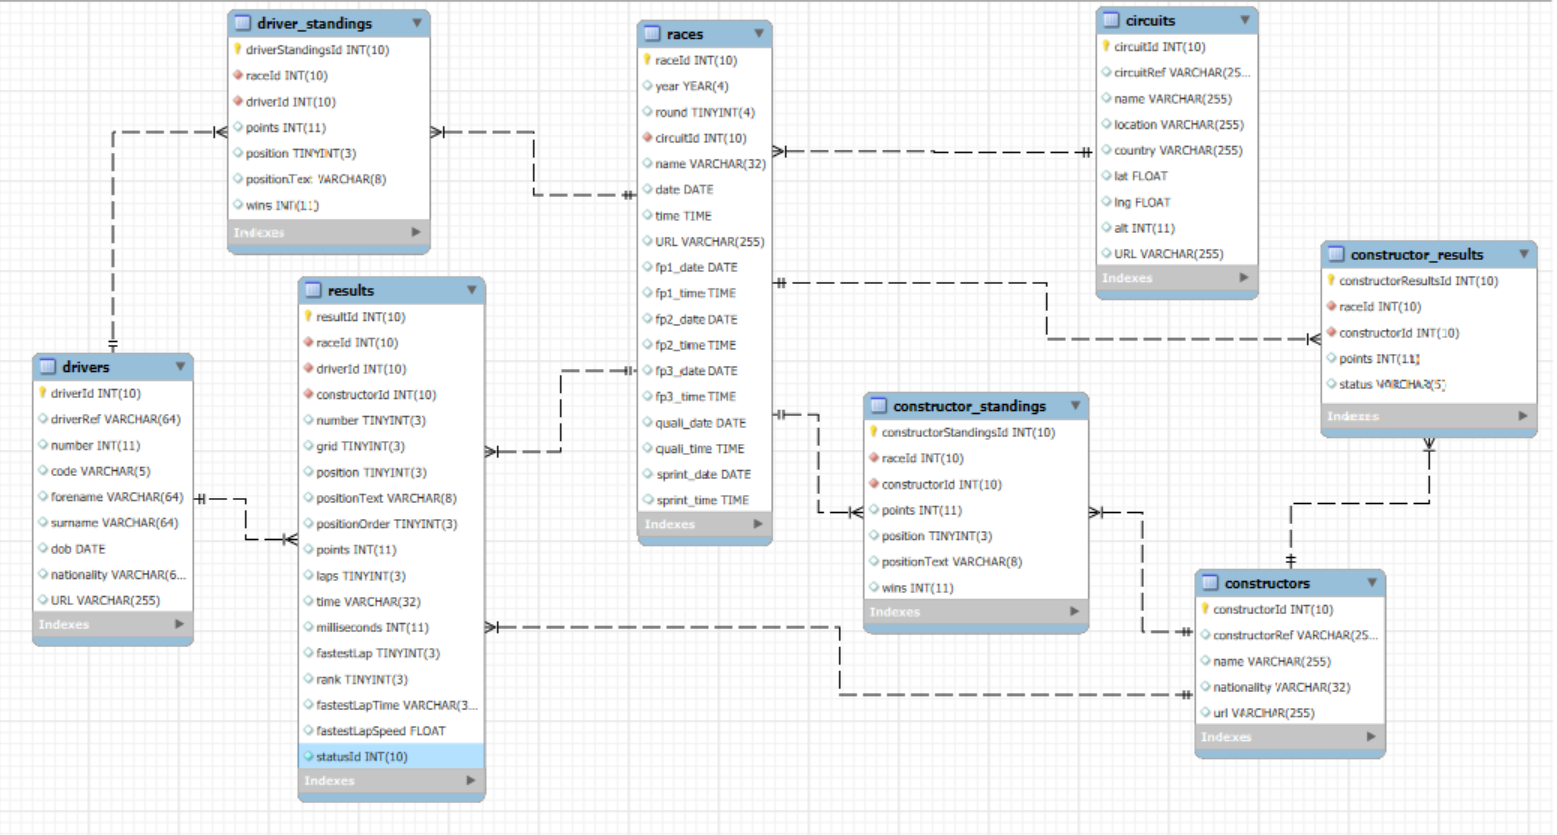 driver_standings
driverStandingsId INT(10)
raceId INT(10)
driverId INT(10)
points INT(11)
position TINYINT(3)
positionText VARCHAR(8)
wins INT(11)
Indexes
races
raceId INT(10)
year YEAR(4)
round TINYINT(4)
circuitId INT(10)
name VARCHAR(32)
date DATE
time TIME
URL VARCHAR(255)
fp1_date DATE
fp1_time TIME
fp2_date DATE
fp2_time TIME
fp3_date DATE
fp3_time TIME
quali_date DATE
quali_time TIME
sprint_date DATE
sprint_time TIME
Indexes
circuits
circuitId INT(10)
circuitRef VARCHAR(25...
name VARCHAR(255)
location VARCHAR(255)
country VARCHAR(255)
lat FLOAT
lng FLOAT
alt INT(11)
URL VARCHAR(255)
Indexes
constructor_results
constructorResultsId INT(10)
raceId INT(10)
constructorId INT(10)
points INT(11)
status VARCHAR(5)
Indexes
results
resultId INT(10)
raceId INT(10)
driverId INT(10)
constructorId INT(10)
number TINYINT(3)
grid TINYINT(3)
position TINYINT(3)
positionText VARCHAR(8)
positionOrder TINYINT(3)
points INT(11)
laps TINYINT(3)
time VARCHAR(32)
milliseconds INT(11)
fastestLap TINYINT(3)
rank TINYINT(3)
fastestLapTime VARCHAR(3...
fastestLapSpeed FLOAT
statusId INT(10)
Indexes
drivers
driverId INT(10)
driverRef VARCHAR(64)
number INT(11)
code VARCHAR(5)
forename VARCHAR(64)
surname VARCHAR(64)
dob DATE
nationality VARCHAR(6...
URL VARCHAR(255)
Indexes
constructor_standings
constructorStandingsId INT(10)
raceId INT(10)
constructorId INT(10)
points INT(11)
position TINYINT(3)
positionText VARCHAR(8)
wins INT(11)
Indexes
constructors
constructorId INT(10)
constructorRef VARCHAR(25...
name VARCHAR(255)
nationality VARCHAR(32)
url VARCHAR(255)
Indexes